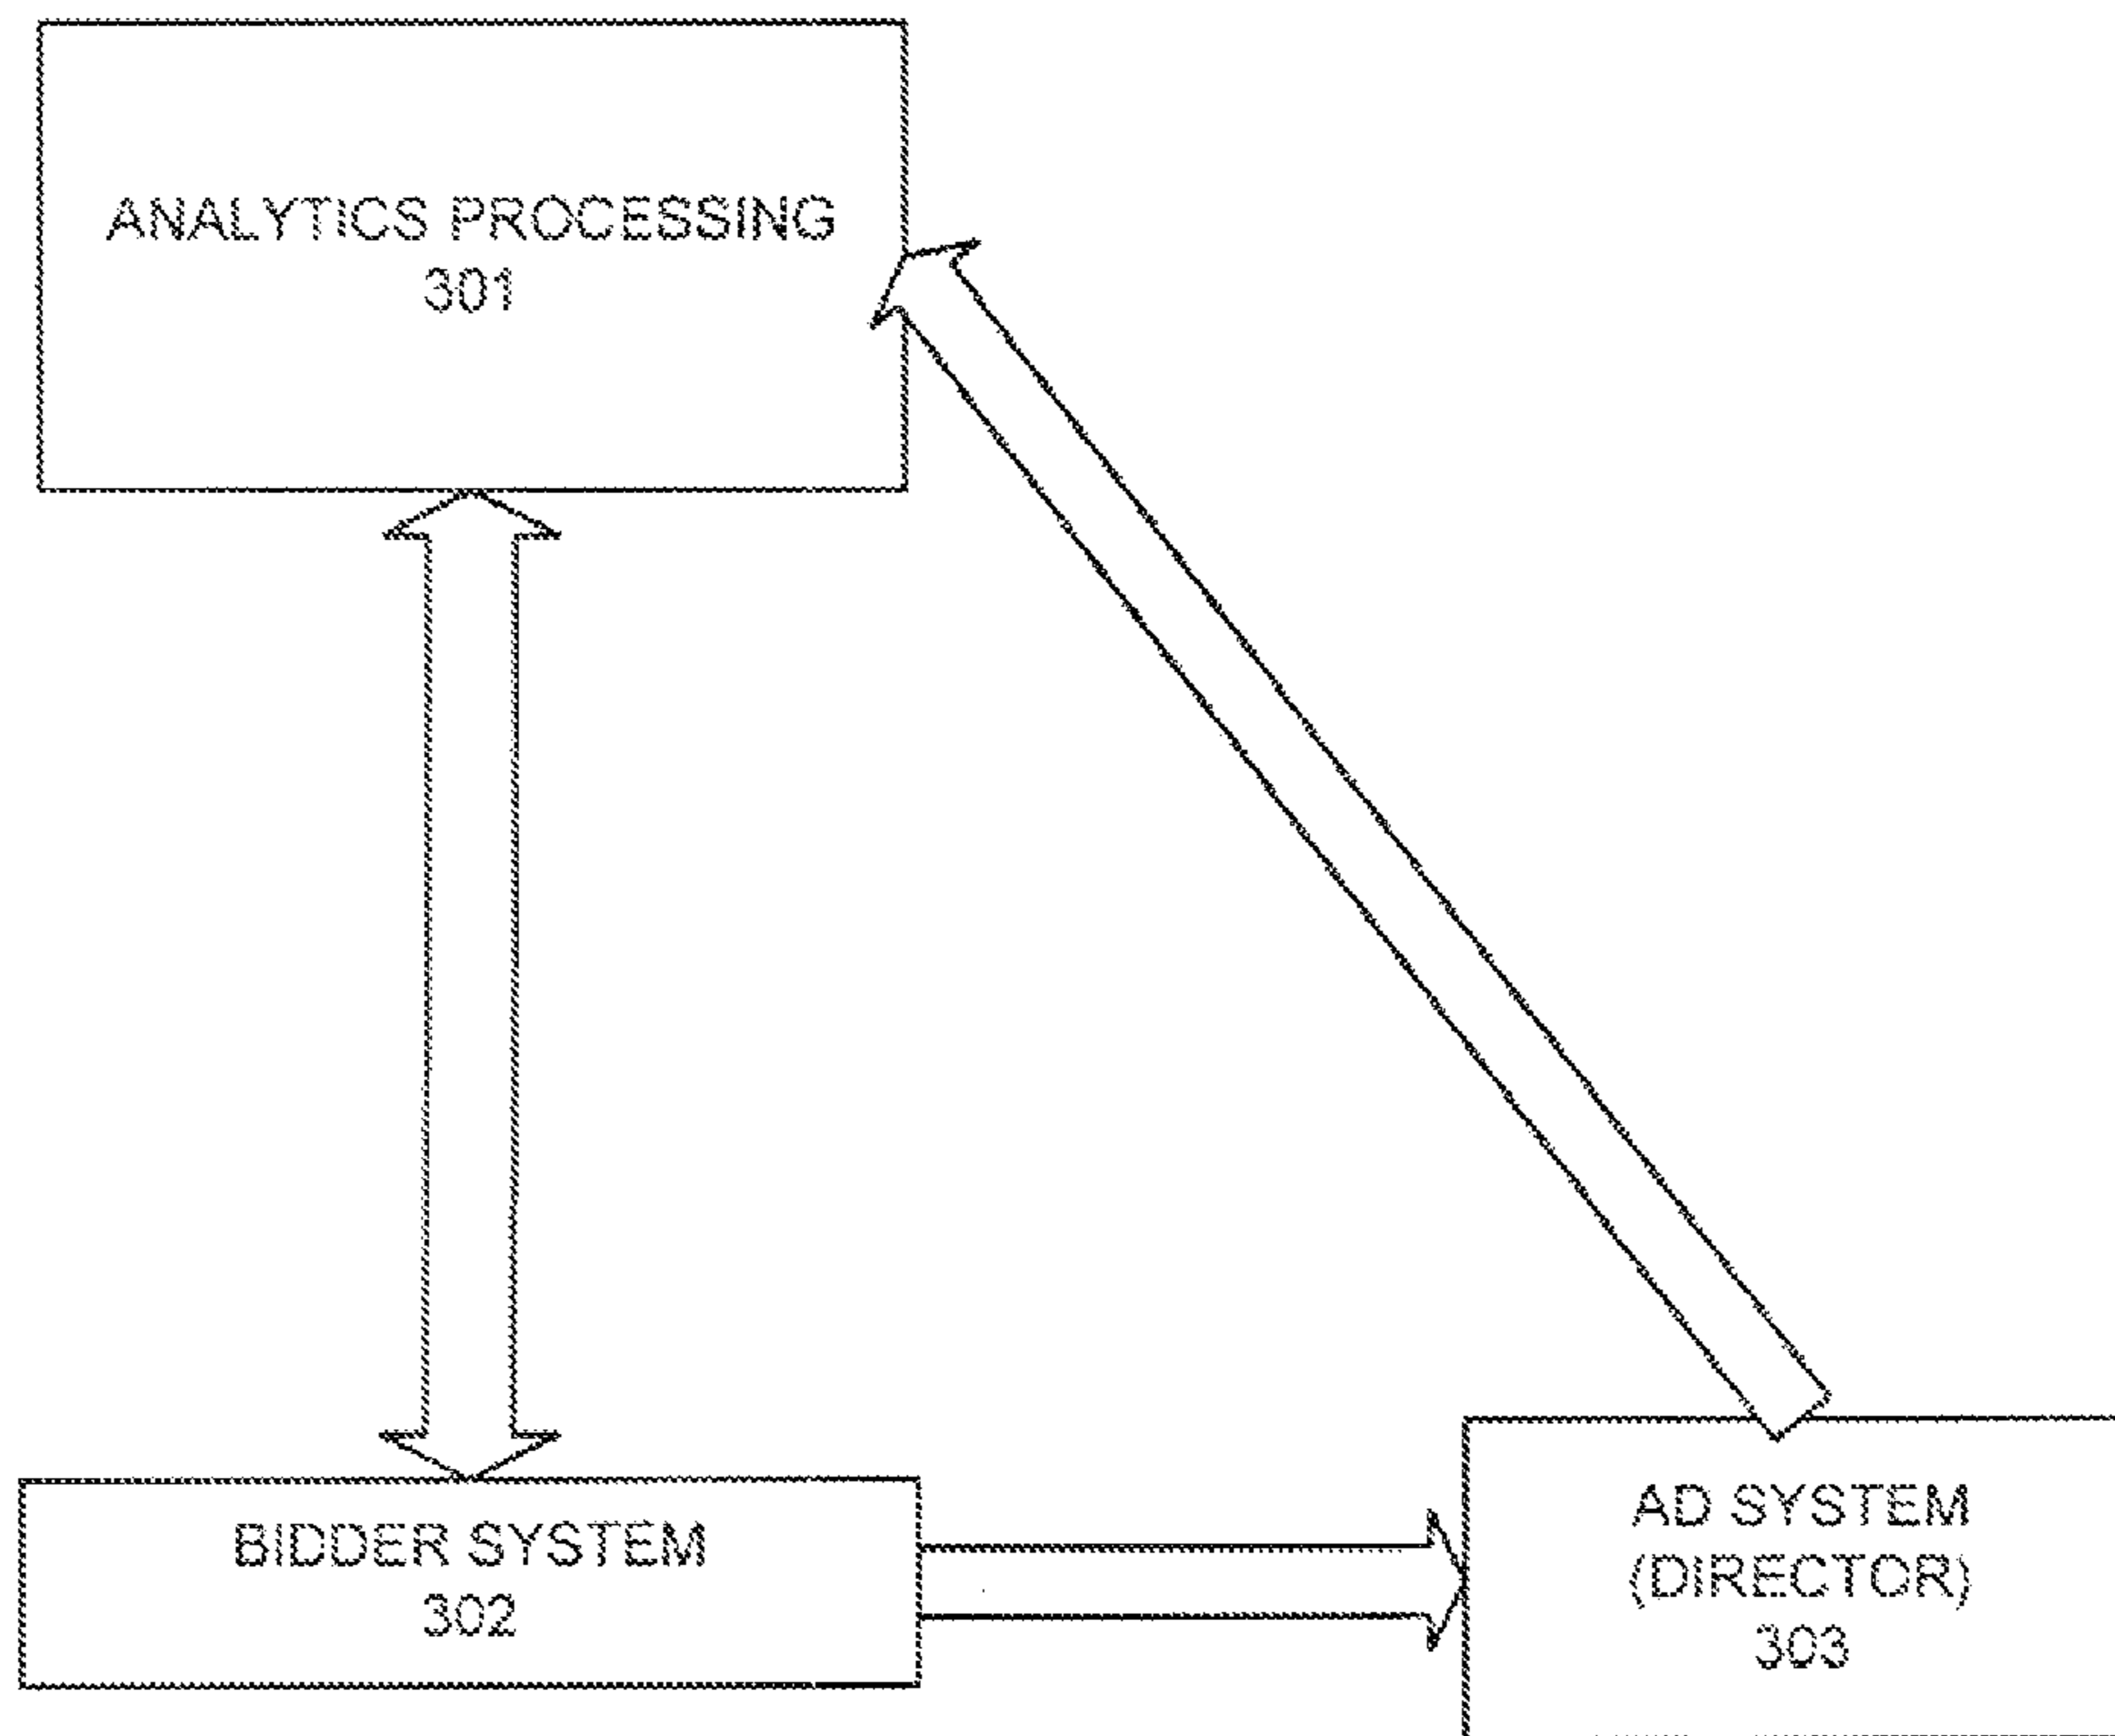 ANALYTICS PROCESSING
301
BIDDER SYSTEM
302
AD SYSTEM
(DIRECTOR)
303